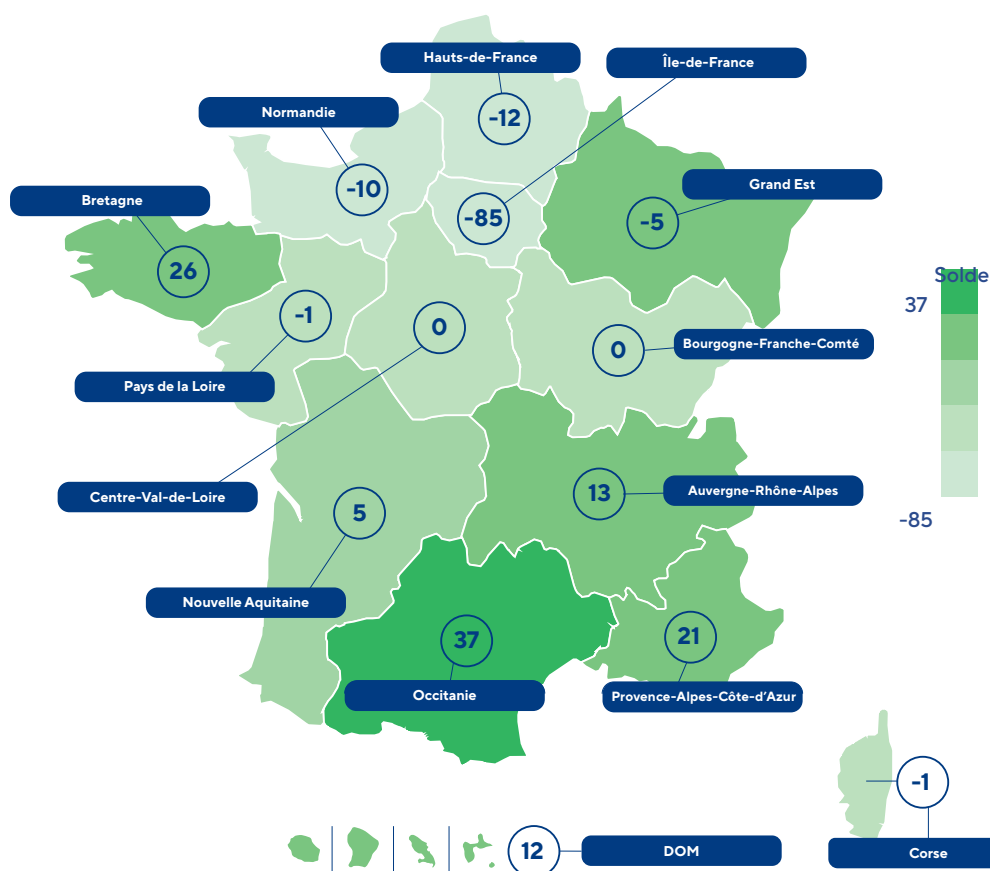 Hauts-de-France
Île-de-France
-12
Normandie
-10
Grand Est
Bretagne
-85
-5
26
Solde
37
-1
0
0
Bourgogne-Franche-Comté
Pays de la Loire
Centre-Val-de-Loire
13
Auvergne-Rhône-Alpes
5
-85
Nouvelle Aquitaine
37
21
Occitanie
Provence-Alpes-Côte-d'Azur
-1
12
DOM
Corse